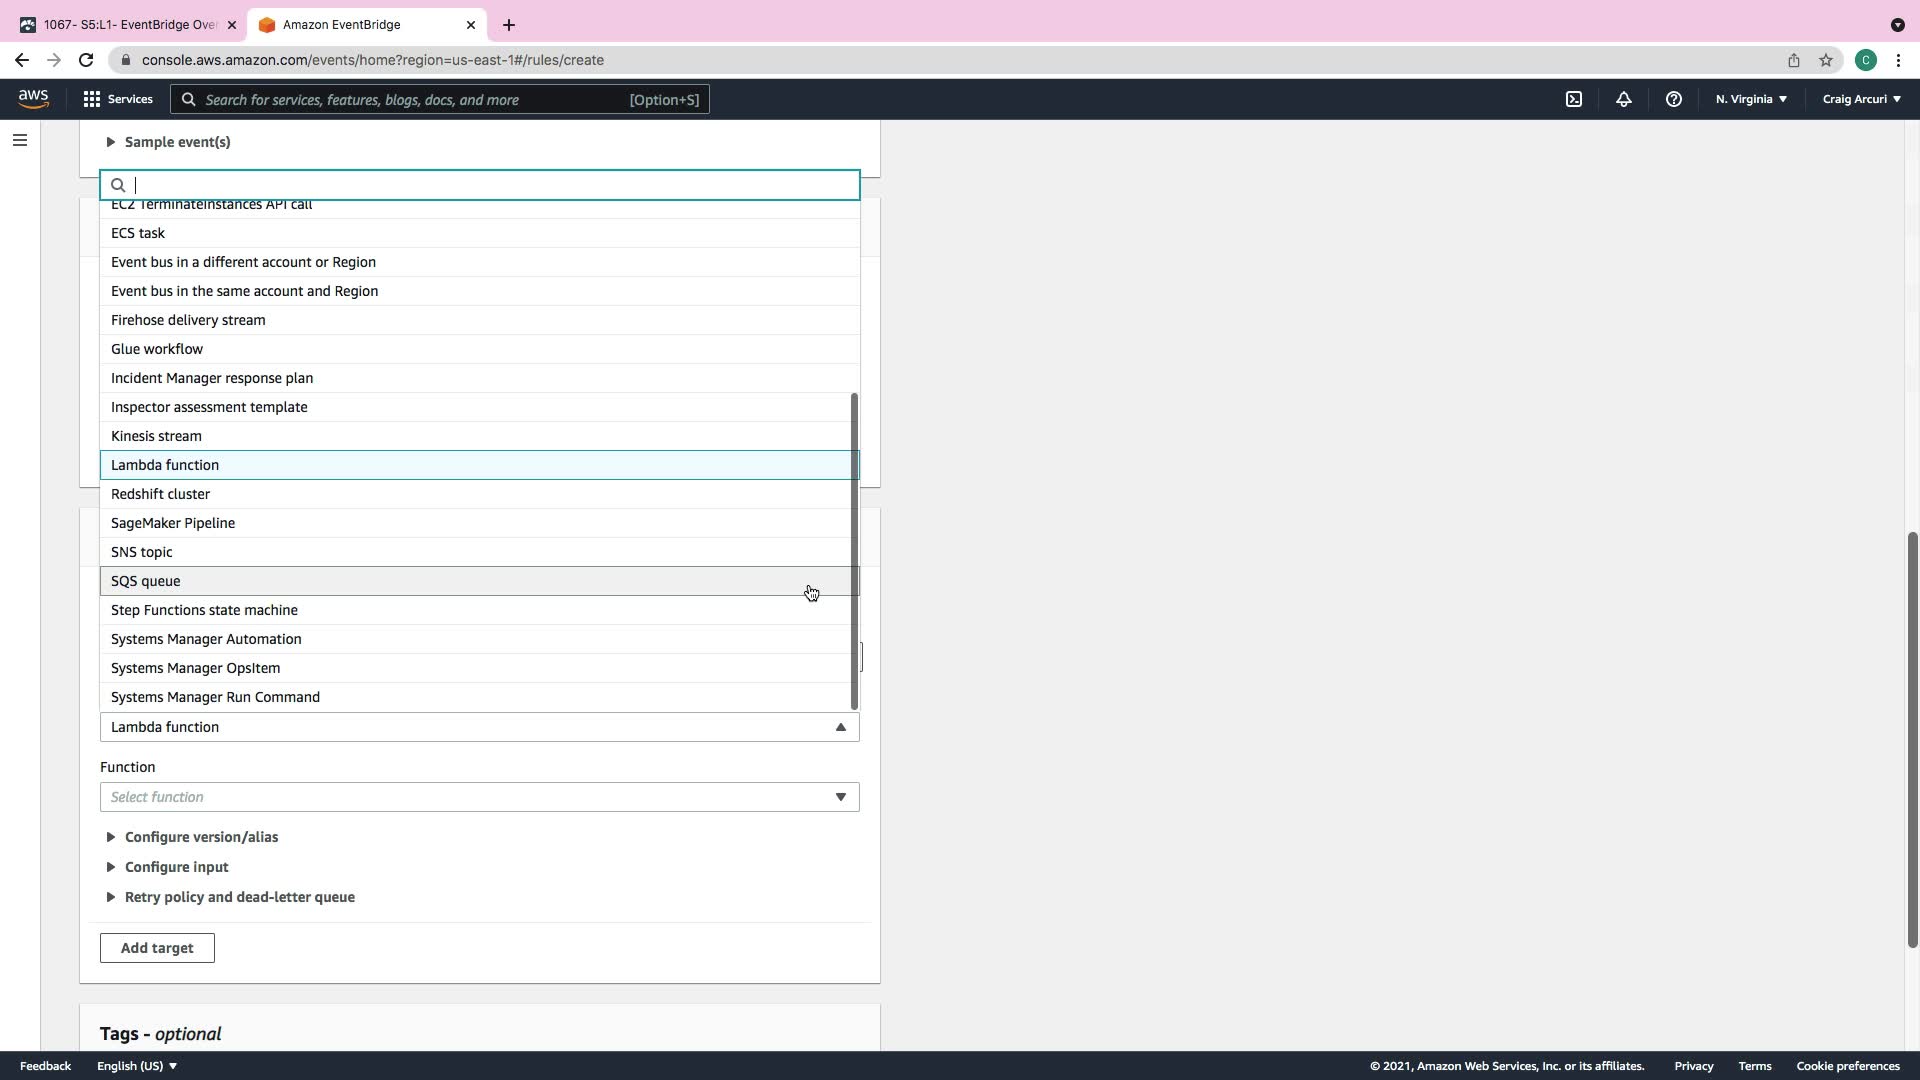 1067- S5:L1- EventBridge Ove
Amazon EventBridge
console.aws.amazon.com/events/home?region=us-east-1#/rules/create
C
aws
Services
Search for services, features, blogs, docs, and more
[Option+S]
N. Virginia
Craig Arcuri
Sample event(s)
EC2 TerminateInstances API call
ECS task
Event bus in a different account or Region
Event bus in the same account and Region
Firehose delivery stream
Glue workflow
Incident Manager response plan
Inspector assessment template
Kinesis stream
Lambda function
Redshift cluster
SageMaker Pipeline
SNS topic
SQS queue
Step Functions state machine
Systems Manager Automation
Systems Manager OpsItem
Systems Manager Run Command
Lambda function
Function
Select function
Configure version/alias
Configure input
Retry policy and dead-letter queue
Add target
Tags - optional
Feedback
English (US)
© 2021, Amazon Web Services, Inc. or its affiliates.
Privacy
Terms
Cookie preferences